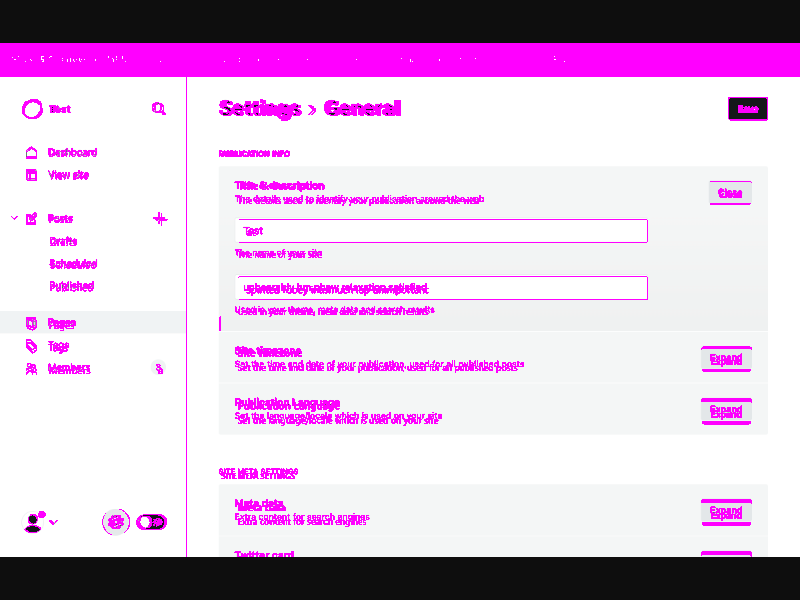 Test
Settings › General
Save
Dashboard
View site
PUBLICATION INFO
Title & description
The details used to identify your publication around the web
Close
Posts
Test
Drafts
The name of your site
Scheduled
Published
Used in your theme, meta data and search results
Pages
Tags
Site timezone
Set the time and date of your publication, used for all published posts
Expand
Members
Publication Language
Set the language/locale which is used on your site
Expand
SITE META SETTINGS
Meta data
Extra content for search engines
Expand
Twitter card